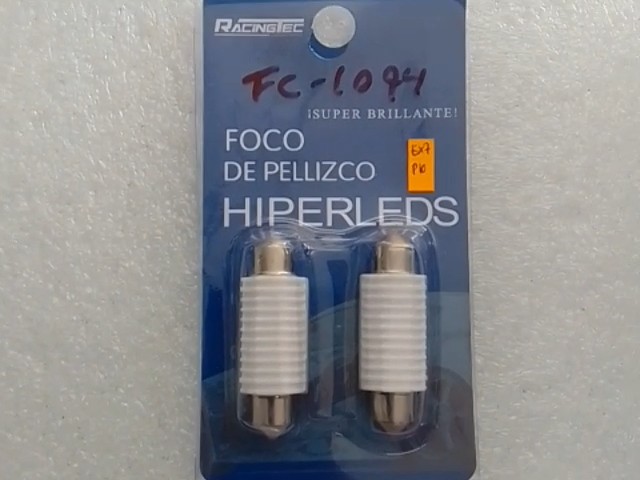 RACINGTEC
FC-1094
¡SUPER BRILLANTE!
FOCO
DE PELLIZCO
HIPERLEDS